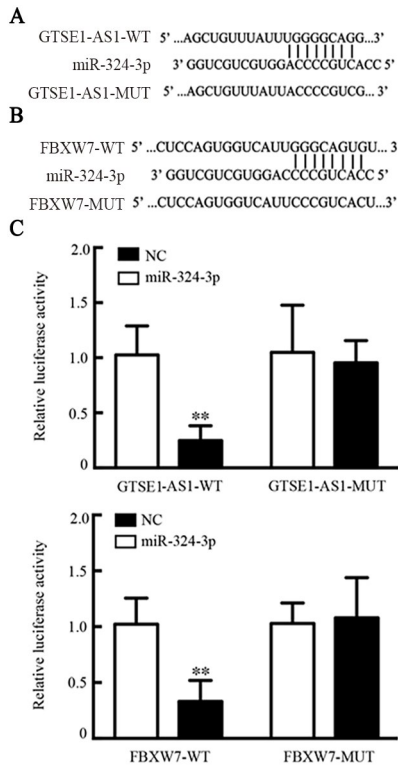 A
GTSE1-AS1-WT 5’ ...AGCUGUUUAUUUGGGGCAGG...3’
miR-324-3p 3’ GGUCGUCGUGGACCCCGUCACC 5’
GTSE1-AS1-MUT 5’ ...AGCUGUUUAUUACCCCGUCG... 3’
B
FBXW7-WT 5’ ...CUCCAGUGGUCAUUGGGCAGUGU... 3
miR-324-3p 3’ GGUCGUCGUGGACCCCGUCACC 5’
FBXW7-MUT 5’ ...CUCCAGUGGUCAUUCCCGUCACU...3’
C
Relative luciferase activity
2.0
1.5
1.0
0.5
0
NC
miR-324-3p
**
GTSE1-AS1-WT GTSE1-AS1-MUT
Relative luciferase activity
2.0
1.5
1.0
0.5
0
NC
miR-324-3p
**
FBXW7-WT FBXW7-MUT